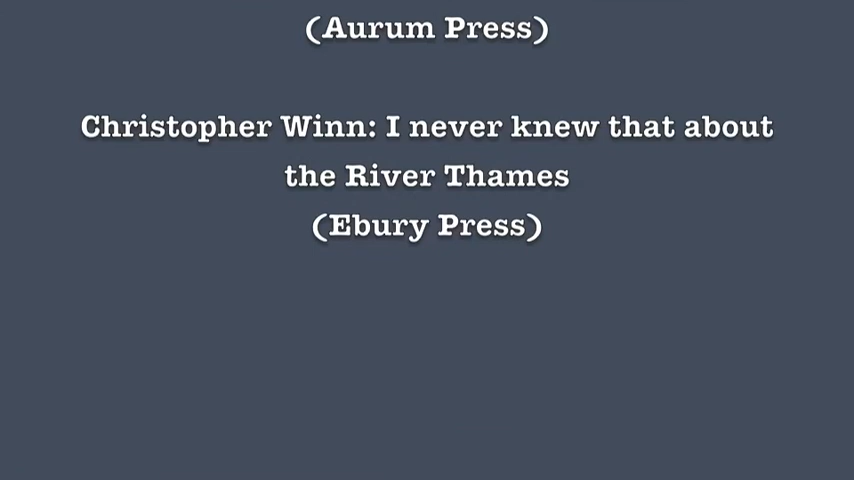 (Aurum Press)
Christopher Winn: I never knew that about
the River Thames
(Ebury Press)